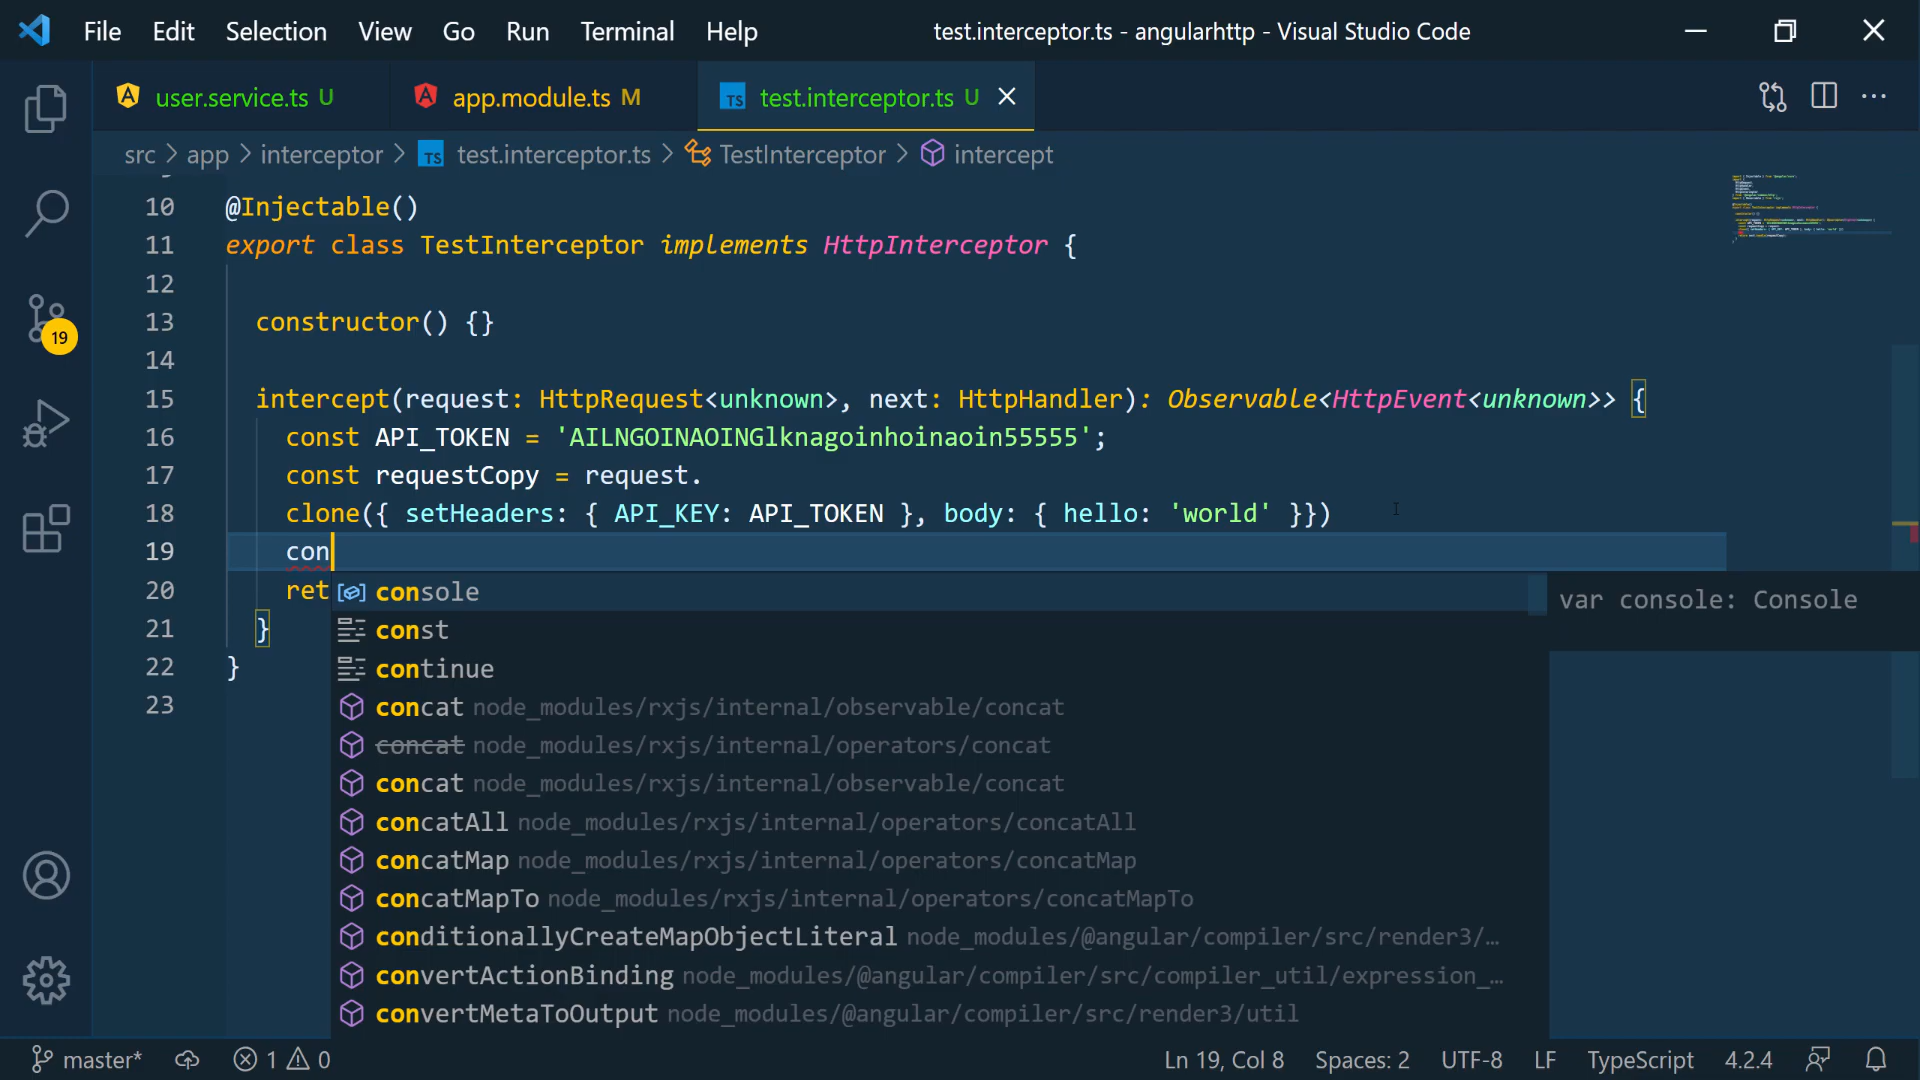 File Edit Selection View Go Run Terminal Help test.interceptor.ts - angularhttp - Visual Studio Code
user.service.ts U app.module.ts M TS test.interceptor.ts U
src > app > interceptor > TS test.interceptor.ts > TestInterceptor > intercept
10 @Injectable()
11 export class TestInterceptor implements HttpInterceptor {
12
13 constructor() {}
14
15 intercept(request: HttpRequest<unknown>, next: HttpHandler): Observable<HttpEvent<unknown>> {
16 const API_TOKEN = 'AILNGOINAOINGlknagoinhoinaoin55555';
17 const requestCopy = request.
18 clone({ setHeaders: { API_KEY: API_TOKEN }, body: { hello: 'world' }})
19 con
20 ret
21 }
22 }
23
19
console
var console: Console
const
continue
concat node_modules/rxjs/internal/observable/concat
concat node_modules/rxjs/internal/operators/concat
concat node_modules/rxjs/internal/observable/concat
concatAll node_modules/rxjs/internal/operators/concatAll
concatMap node_modules/rxjs/internal/operators/concatMap
concatMapTo node_modules/rxjs/internal/operators/concatMapTo
conditionallyCreateMapObjectLiteral node_modules/@angular/compiler/src/render3/…
convertActionBinding node_modules/@angular/compiler/src/compiler_util/expression_…
convertMetaToOutput node_modules/@angular/compiler/src/render3/util
master* 1 0 Ln 19, Col 8 Spaces: 2 UTF-8 LF TypeScript 4.2.4